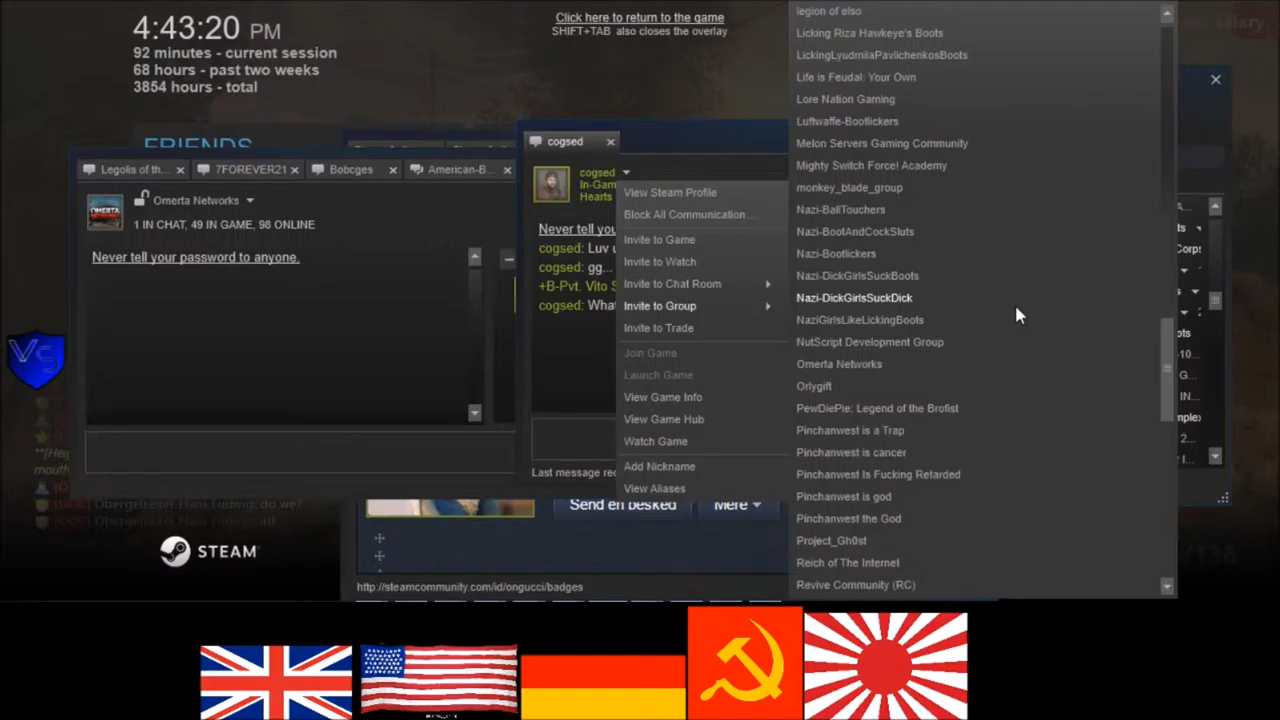 4:43:20 PM
92 minutes - current session
68 hours - past two weeks
3854 hours - total
Click here to return to the game
SHIFT+TAB also closes the overlay
FRIENDS
Legolis of th...
7FOREVER21
Bobcges
American-B...
Omerta Networks
1 IN CHAT, 49 IN GAME, 98 ONLINE
Never tell your password to anyone.
cogsed
cogsed
In-Gam
Hearts
Never tell you
cogsed: Luv u
cogsed: gg...
+B-Pvt. Vito S
cogsed: What
Last message rec
View Steam Profile
Block All Communication...
Invite to Game
Invite to Watch
Invite to Chat Room
Invite to Group
Invite to Trade
Join Game
Launch Game
View Game Info
View Game Hub
Watch Game
Add Nickname
View Aliases
legion of elso
Licking Riza Hawkeye's Boots
LickingLyudmilaPavlichenkosBoots
Life is Feudal: Your Own
Lore Nation Gaming
Luftwaffe-Bootlickers
Melon Servers Gaming Community
Mighty Switch Force! Academy
monkey_blade_group
Nazi-BallTouchers
Nazi-BootAndCockSluts
Nazi-Bootlickers
Nazi-DickGirlsSuckBoots
Nazi-DickGirlsSuckDick
NaziGirlsLikeLickingBoots
NutScript Development Group
Omerta Networks
Orlygift
PewDiePie: Legend of the Brofist
Pinchanwest is a Trap
Pinchanwest is cancer
Pinchanwest Is Fucking Retarded
Pinchanwest is god
Pinchanwest the God
Project_Gh0st
Reich of The Internet
Revive Community (RC)
Corps
Send en besked
Mere
STEAM
http://steamcommunity.com/id/ongucci/badges
VS